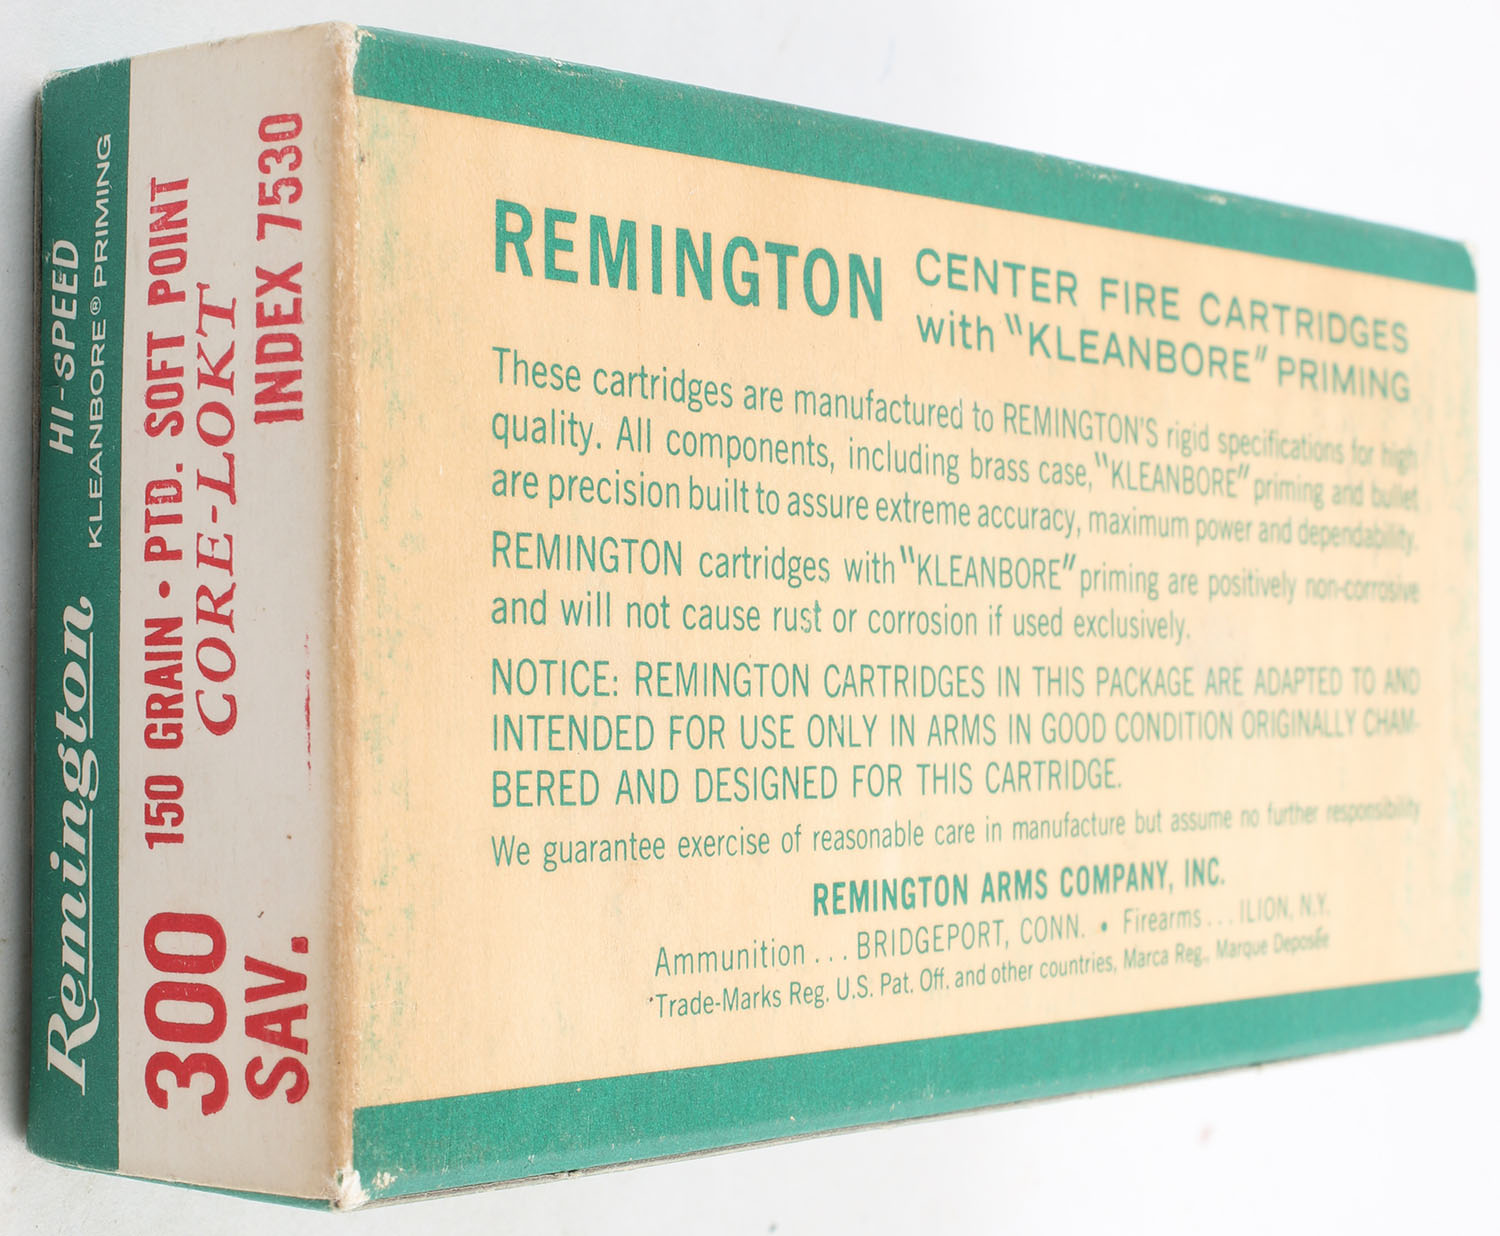 Remington
HI-SPEED
KLEANBORE® PRIMING
300
SAV.
150 GRAIN • PTD. SOFT POINT
CORE-LOKT
INDEX 7530
REMINGTON CENTER FIRE CARTRIDGES
with "KLEANBORE" PRIMING
These cartridges are manufactured to REMINGTON'S rigid specifications for high
quality. All components, including brass case, "KLEANBORE" priming and bullet
are precision built to assure extreme accuracy, maximum power and dependability.
REMINGTON cartridges with "KLEANBORE" priming are positively non-corrosive
and will not cause rust or corrosion if used exclusively.
NOTICE: REMINGTON CARTRIDGES IN THIS PACKAGE ARE ADAPTED TO AND
INTENDED FOR USE ONLY IN ARMS IN GOOD CONDITION ORIGINALLY CHAM-
BERED AND DESIGNED FOR THIS CARTRIDGE.
We guarantee exercise of reasonable care in manufacture but assume no further responsibility
REMINGTON ARMS COMPANY, INC.
Ammunition ... BRIDGEPORT, CONN. • Firearms ... ILION, N.Y.
*Trade-Marks Reg. U.S. Pat. Off. and other countries, Marca Reg., Marque Deposée